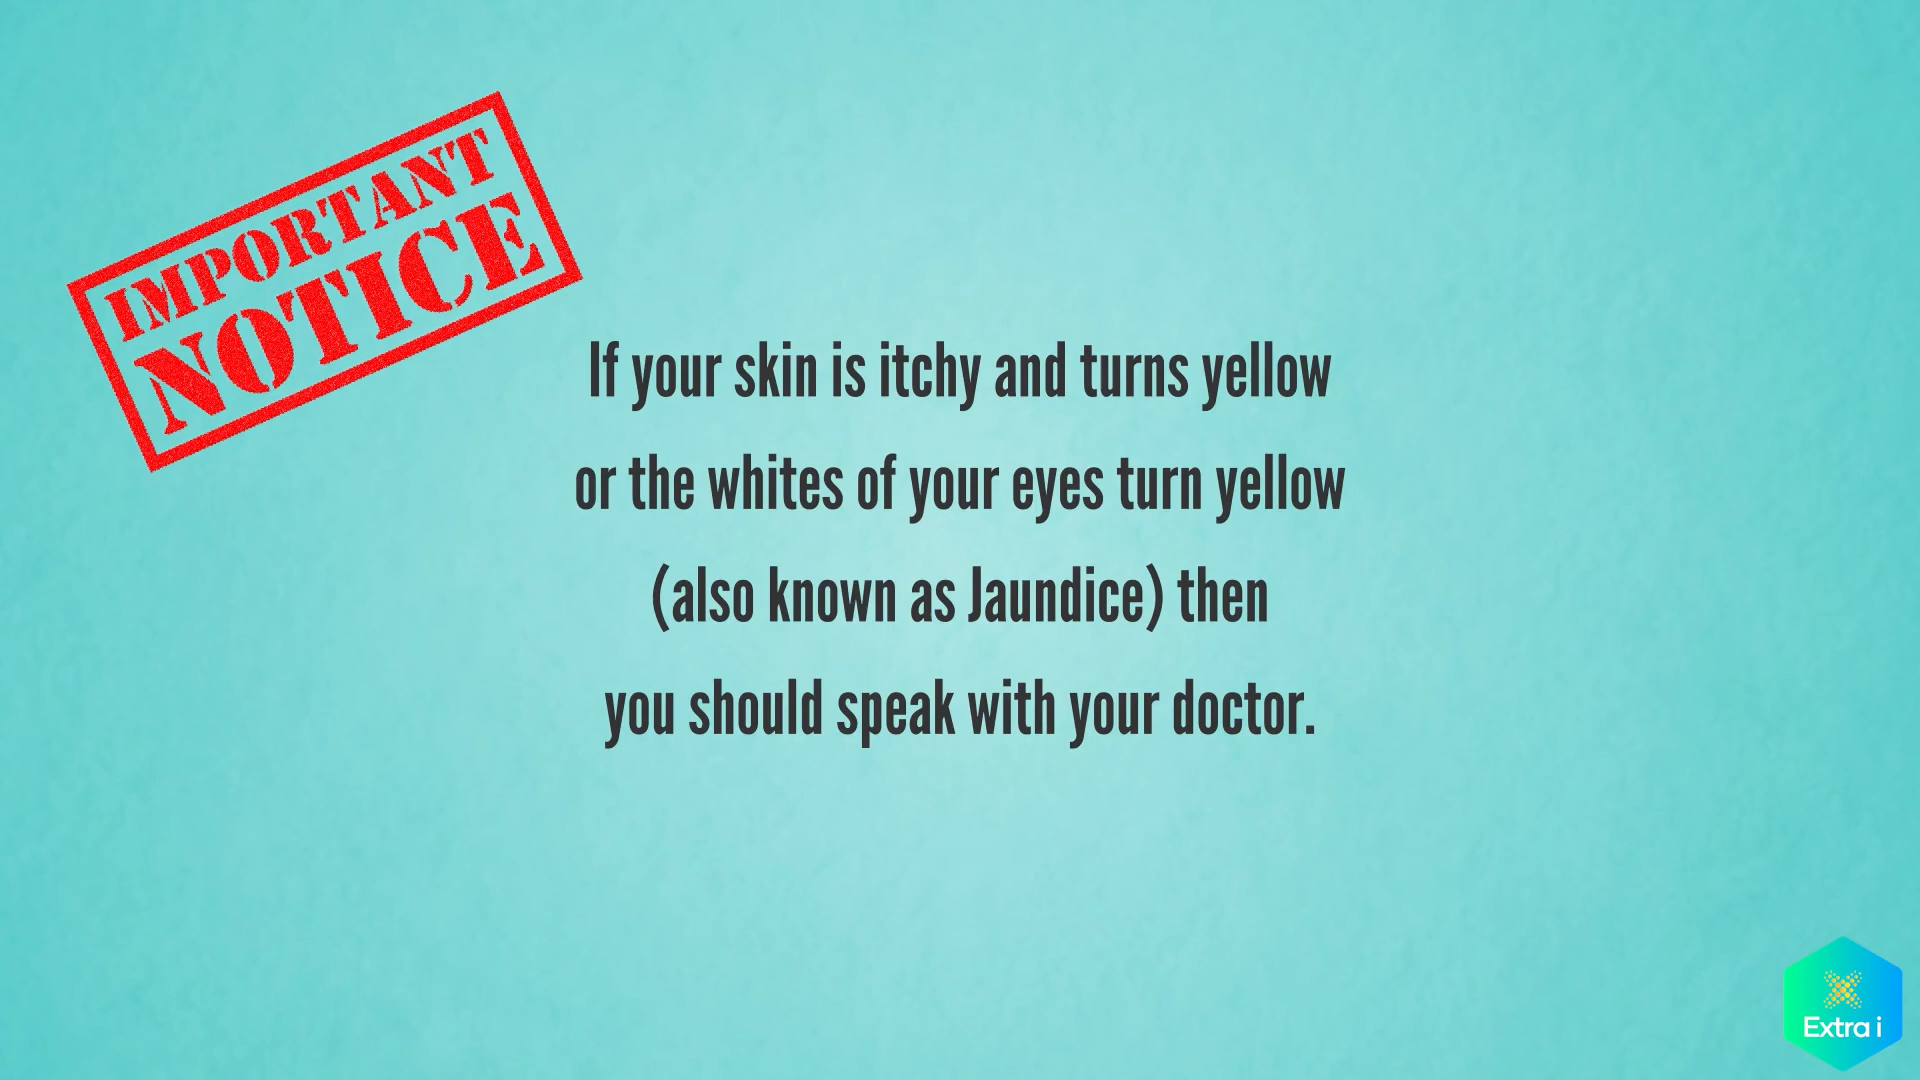 IMPORTANT
NOTICE
If your skin is itchy and turns yellow
or the whites of your eyes turn yellow
(also known as Jaundice) then
you should speak with your doctor.
Extra i